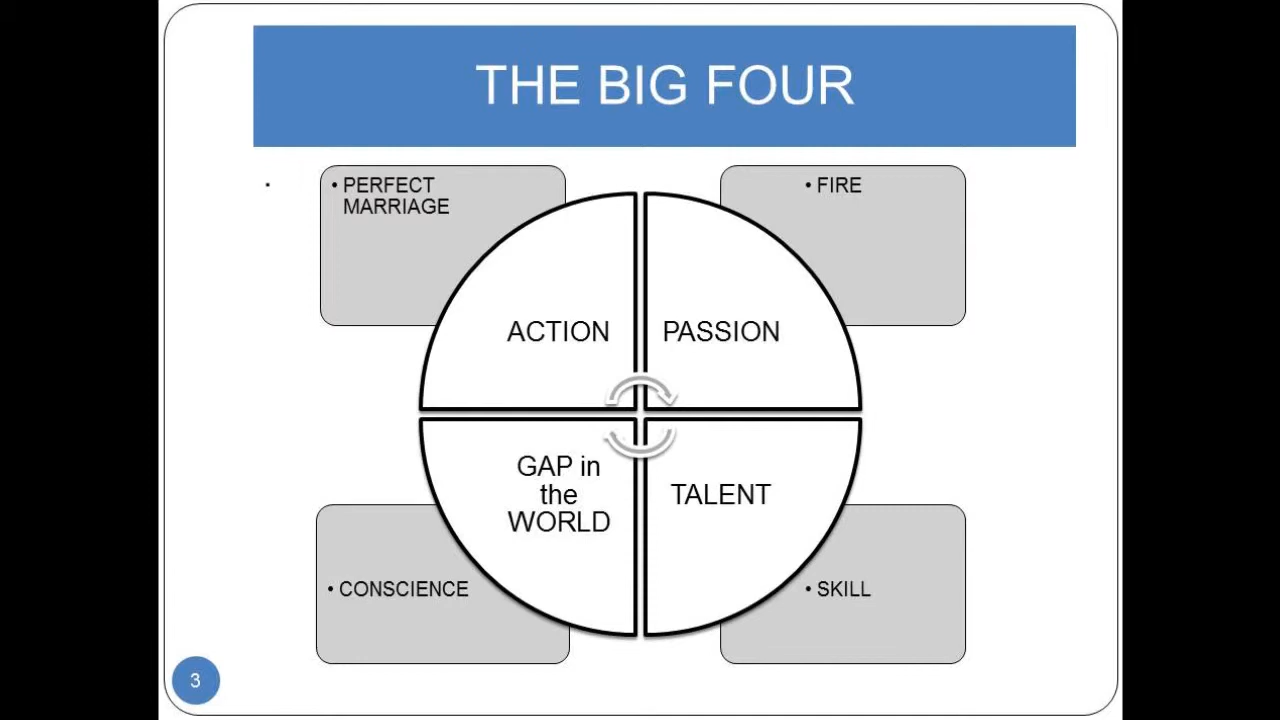 THE BIG FOUR
• PERFECT
MARRIAGE
• FIRE
ACTION
PASSION
GAP in
the
WORLD
TALENT
• CONSCIENCE
• SKILL
3